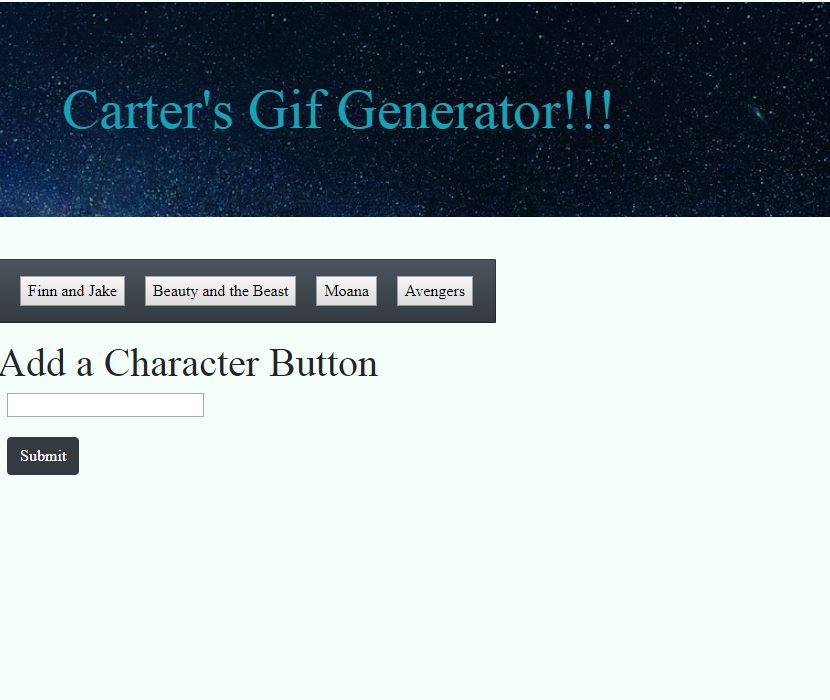 Carter's Gif Generator!!!
Finn and Jake Beauty and the Beast Moana Avengers
Add a Character Button
Submit